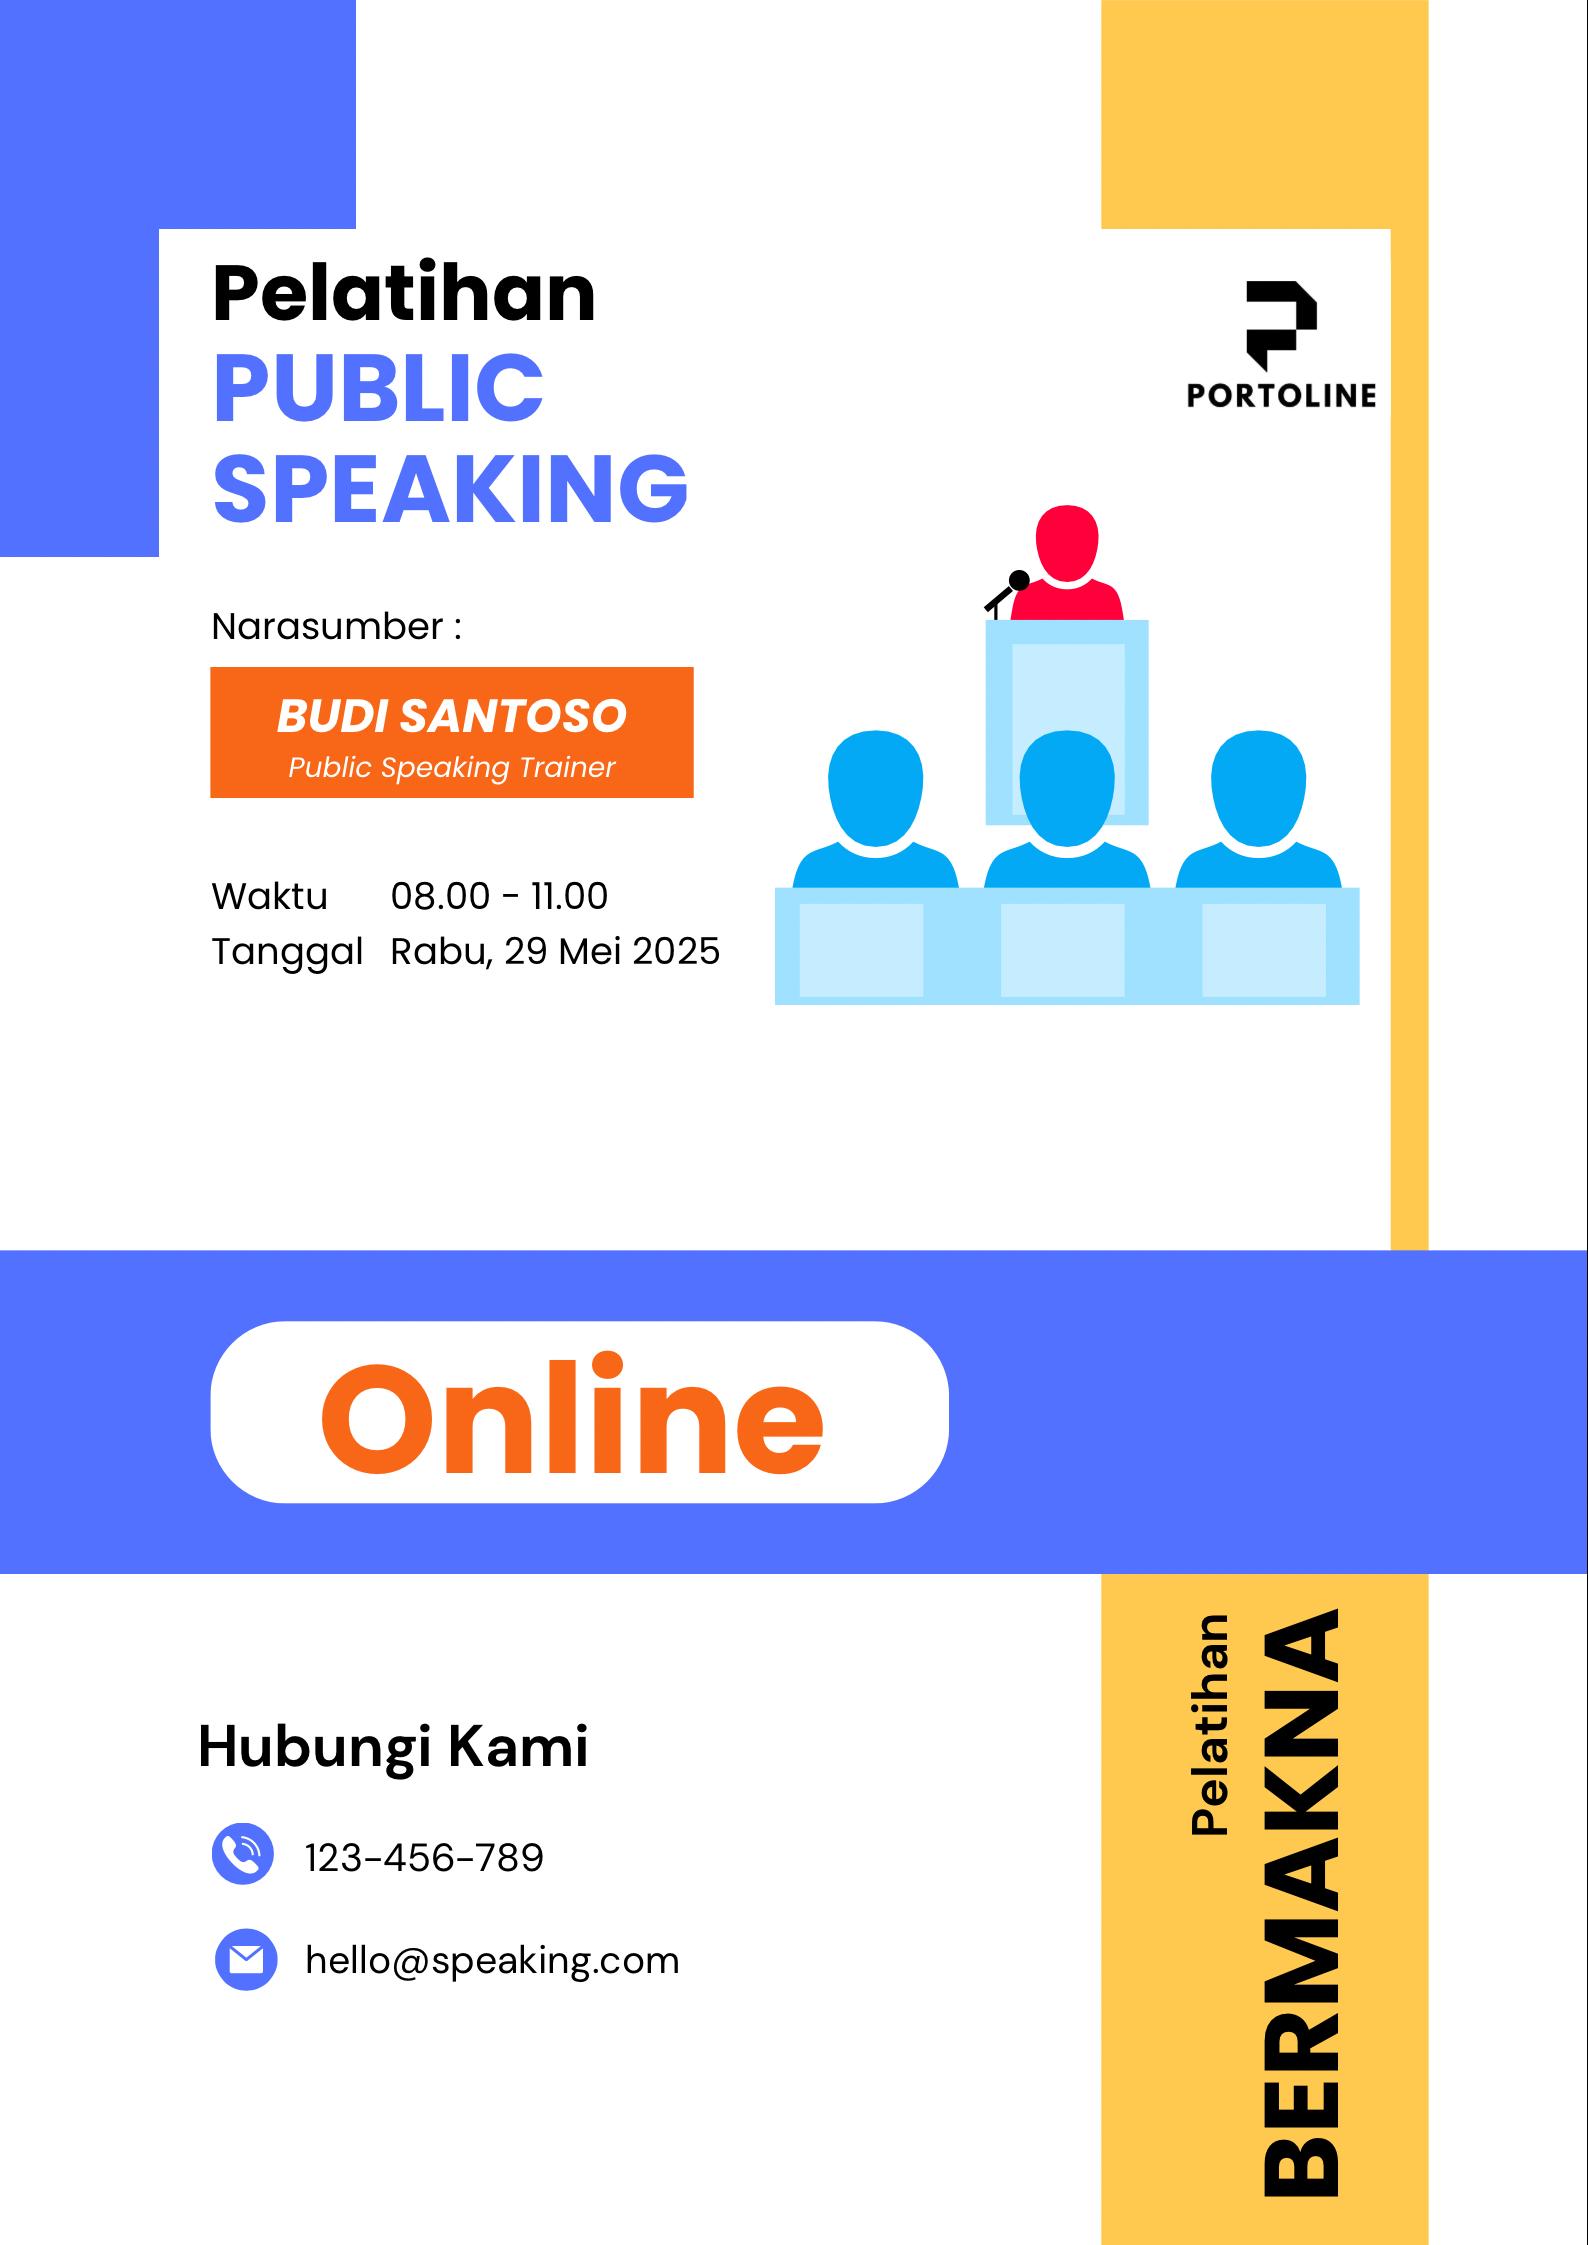 Pelatihan
PUBLIC
SPEAKING
PORTOLINE
Narasumber :
BUDI SANTOSO
Public Speaking Trainer
Waktu 08.00 - 11.00
Tanggal Rabu, 29 Mei 2025
Online
Hubungi Kami
123-456-789
hello@speaking.com
Pelatihan
BERMAKNA